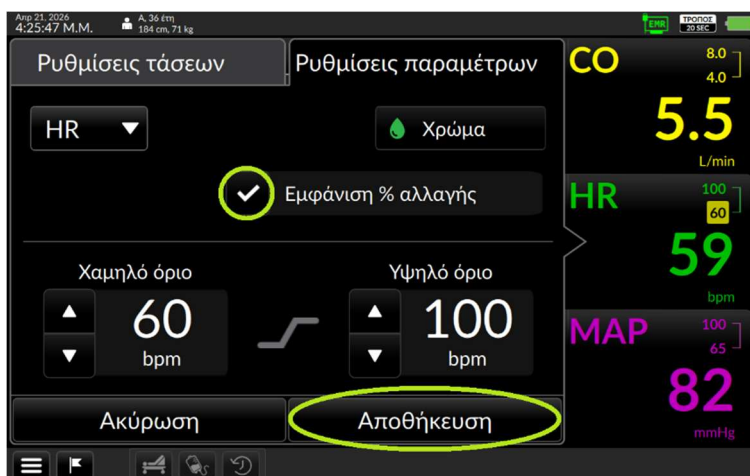 Απρ 21, 2026
4:25:47 Μ.Μ.
A, 36 έτη
184 cm, 71 kg
EMR
ΤΡΟΠΟΣ
20 SEC
Ρυθμίσεις τάσεων
Ρυθμίσεις παραμέτρων
HR
Χρώμα
Εμφάνιση % αλλαγής
Χαμηλό όριο
60
bpm
Υψηλό όριο
100
bpm
Ακύρωση
Αποθήκευση
CO
8.0
4.0
5.5
L/min
HR
100
60
59
bpm
MAP
100
65
82
mmHg